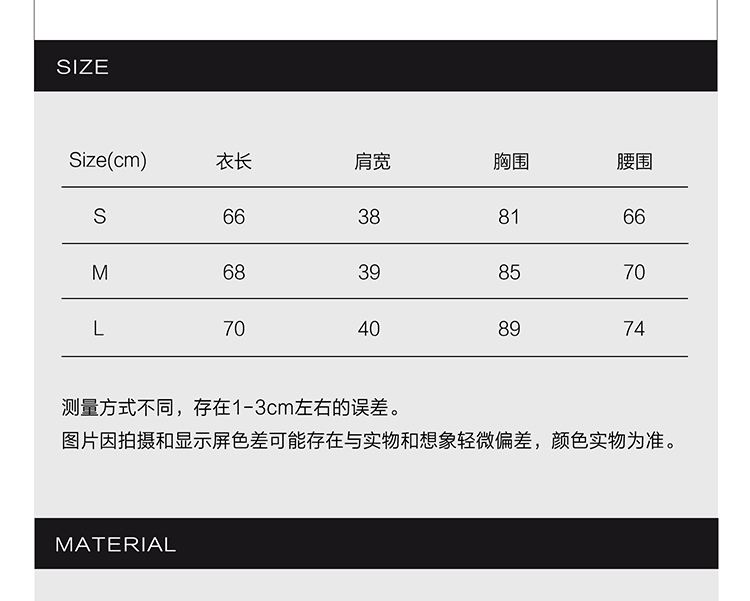 SIZE
Size(cm) 衣长 肩宽 胸围 腰围
S 66 38 81 66
M 68 39 85 70
L 70 40 89 74
测量方式不同，存在1-3cm左右的误差。
图片因拍摄和显示屏色差可能存在与实物和想象轻微偏差，颜色实物为准。
MATERIAL